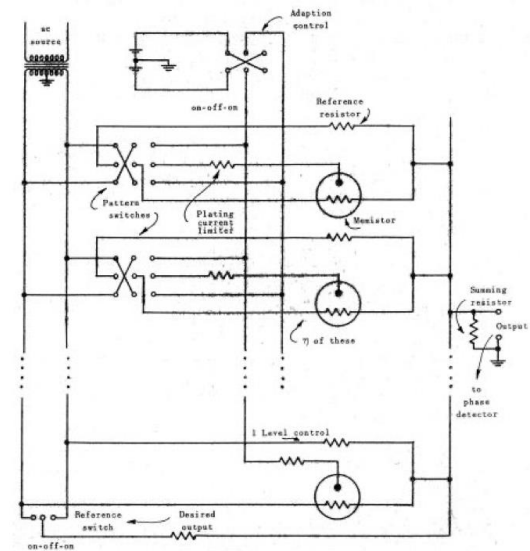 ac
source
Adaption
control
on-off-on
Reference
resistor
Pattern
switches
Plating
current
limiter
Memistor
η of these
Summing
resistor
Output
to
phase
detector
1 Level control
Reference
switch
Desired
output
on-off-on